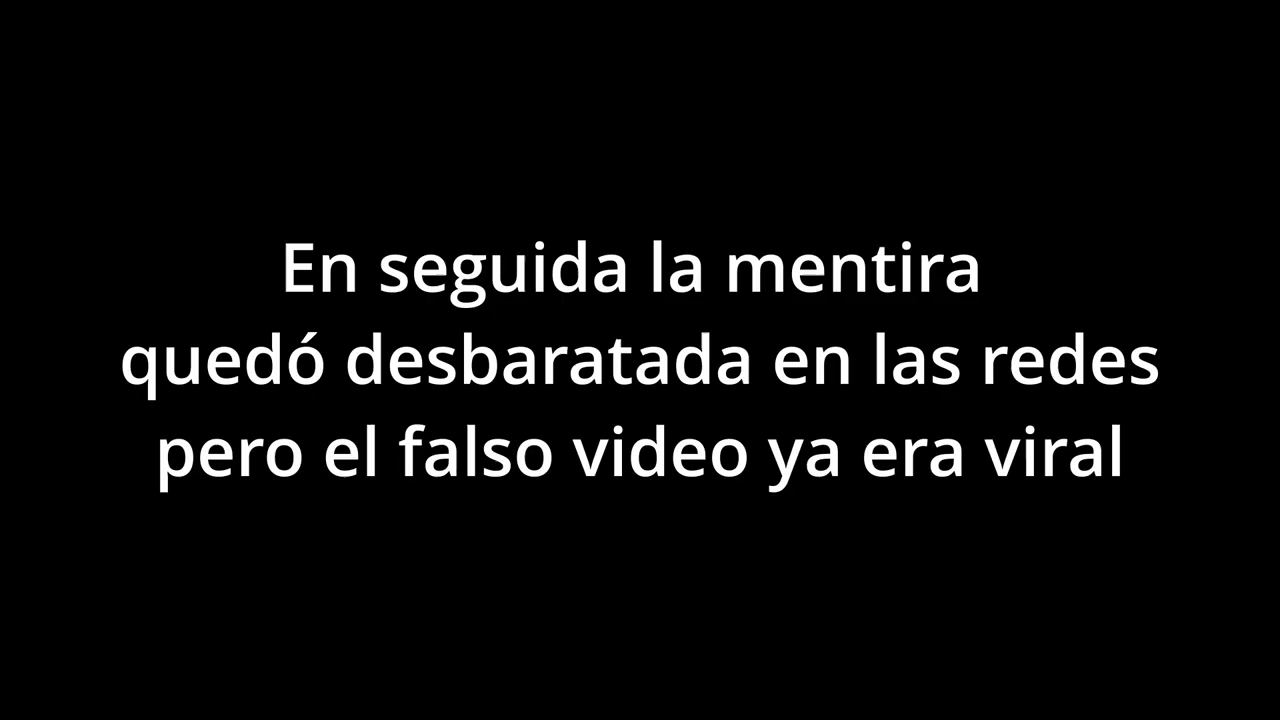 En seguida la mentira
quedó desbaratada en las redes
pero el falso video ya era viral